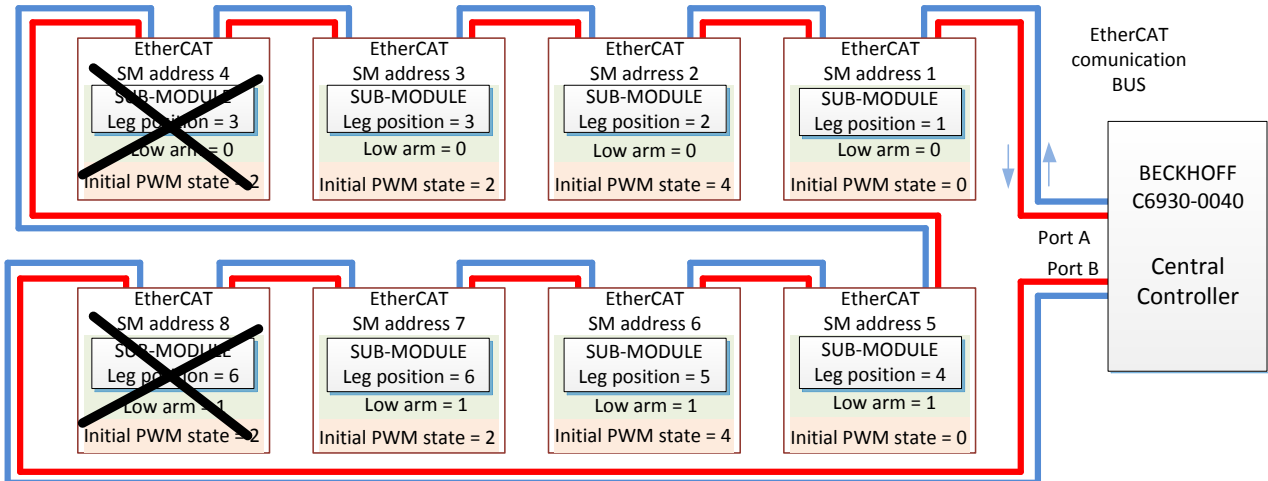 EtherCAT
SM address 4
SUB-MODULE
Leg position = 3
Low arm = 0
Initial PWM state = 2
EtherCAT
SM address 3
SUB-MODULE
Leg position = 3
Low arm = 0
Initial PWM state = 2
EtherCAT
SM address 2
SUB-MODULE
Leg position = 2
Low arm = 0
Initial PWM state = 4
EtherCAT
SM address 1
SUB-MODULE
Leg position = 1
Low arm = 0
Initial PWM state = 0
EtherCAT
comunication
BUS
BECKHOFF
C6930-0040
Central
Controller
Port A
Port B
EtherCAT
SM address 8
SUB-MODULE
Leg position = 6
Low arm = 1
Initial PWM state = 2
EtherCAT
SM address 7
SUB-MODULE
Leg position = 6
Low arm = 1
Initial PWM state = 2
EtherCAT
SM address 6
SUB-MODULE
Leg position = 5
Low arm = 1
Initial PWM state = 4
EtherCAT
SM address 5
SUB-MODULE
Leg position = 4
Low arm = 1
Initial PWM state = 0